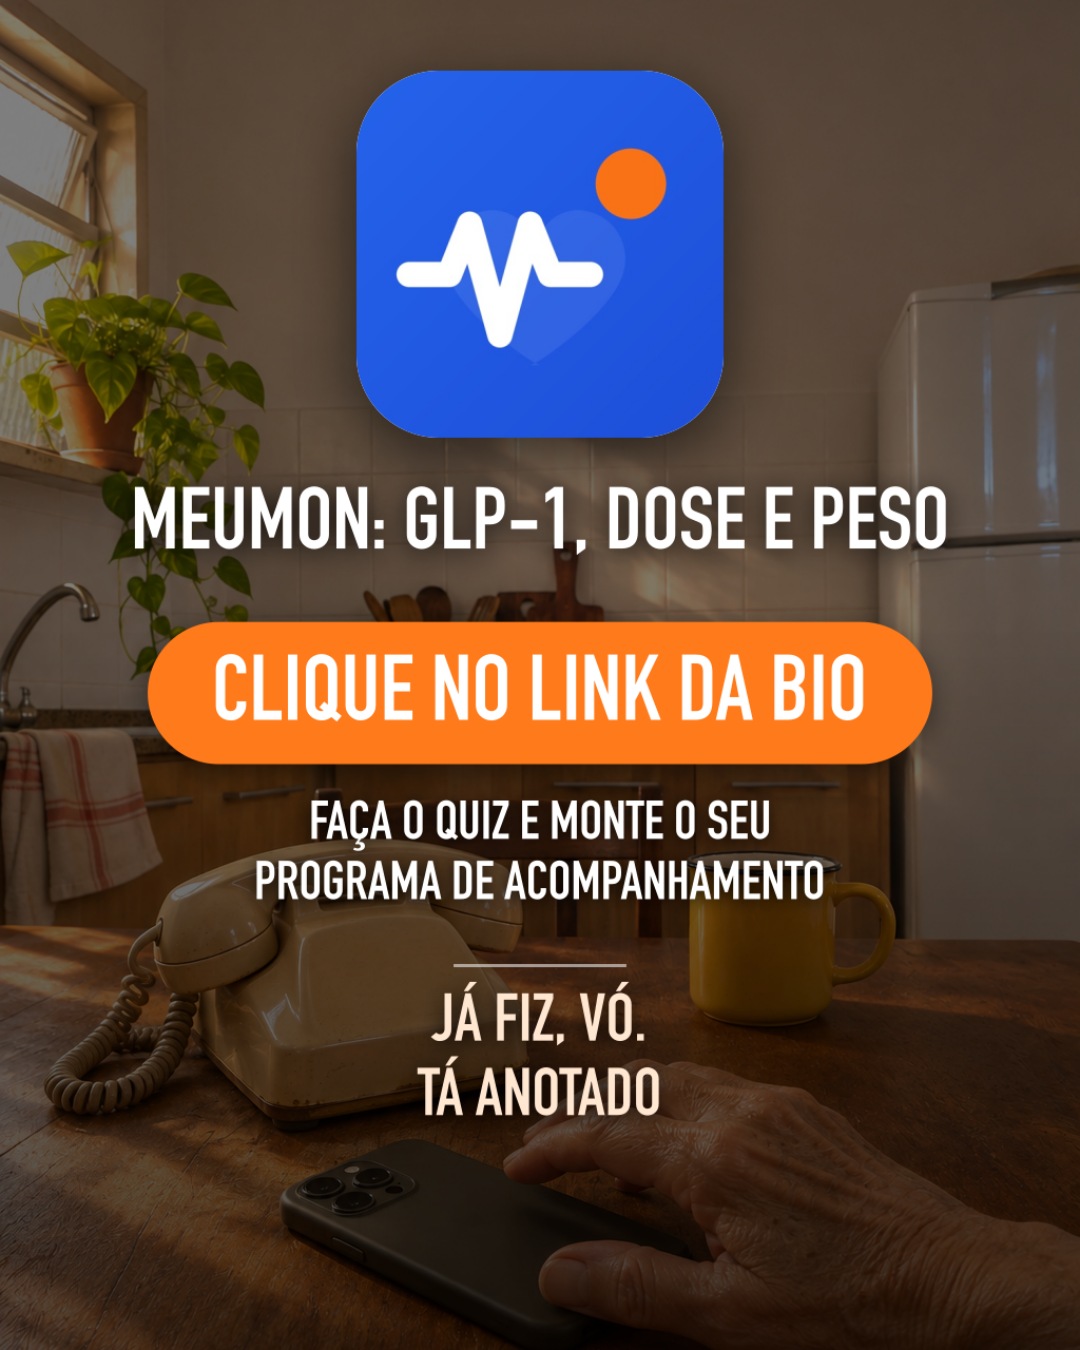 MEUMON: GLP-1, DOSE E PESO
CLIQUE NO LINK DA BIO
FAÇA O QUIZ E MONTE O SEU
PROGRAMA DE ACOMPANHAMENTO
JÁ FIZ, VÓ.
TÁ ANOTADO